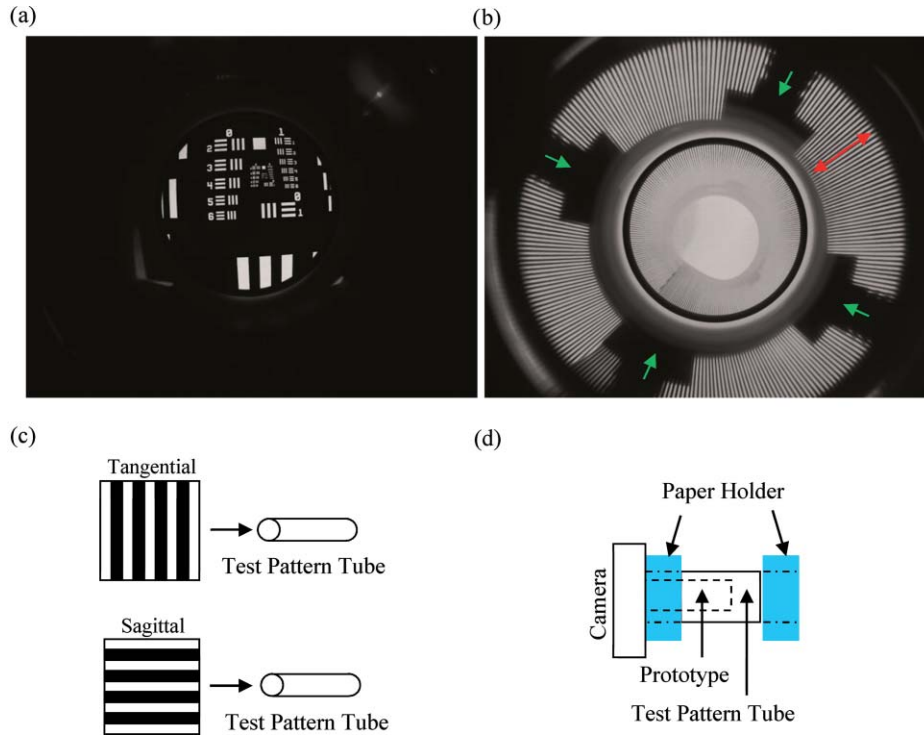 (a)
(b)
0 1
2
3
4
5
6
0
1
(c)
Tangential
Test Pattern Tube
Sagittal
Test Pattern Tube
(d)
Paper Holder
Camera
Prototype
Test Pattern Tube